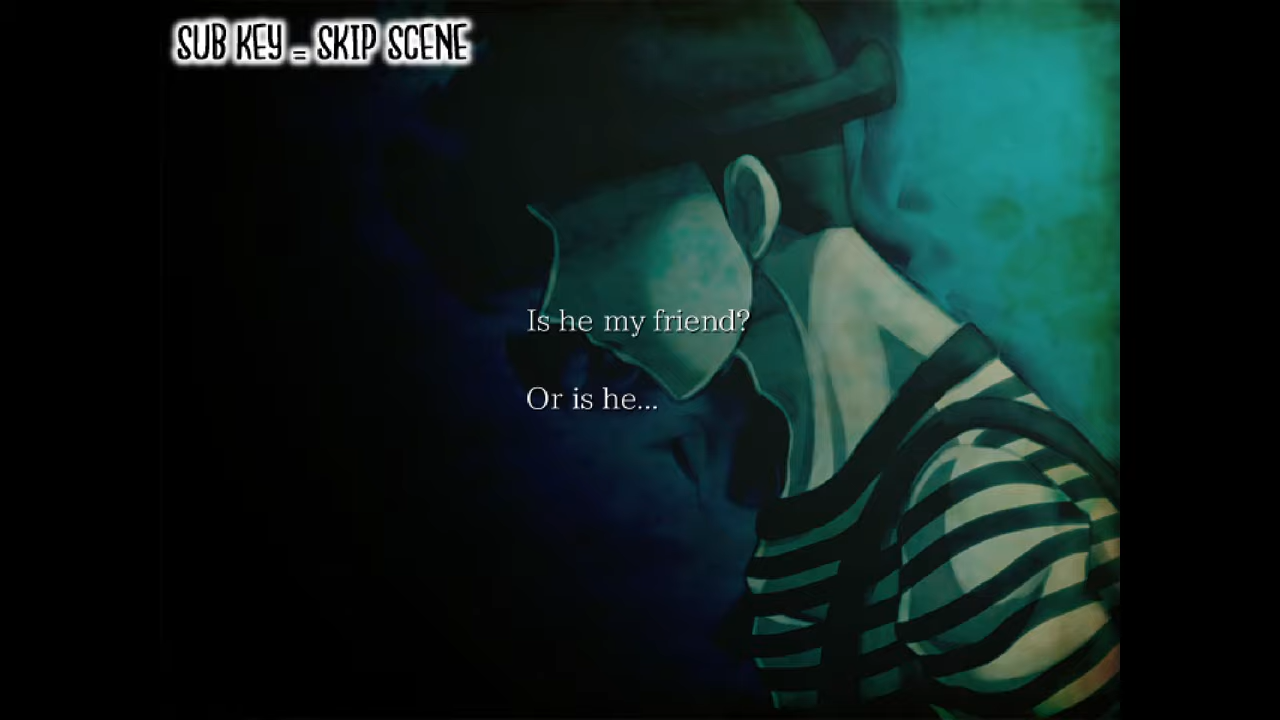 SUB KEY = SKIP SCENE
Is he my friend?
Or is he...